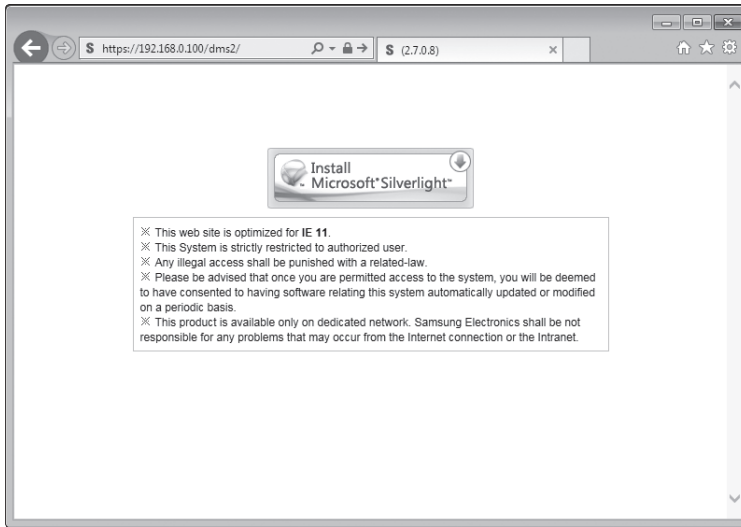 S https://192.168.0.100/dms2/
S (2.7.0.8)
Install
Microsoft® Silverlight™
※ This web site is optimized for IE 11.
※ This System is strictly restricted to authorized user.
※ Any illegal access shall be punished with a related-law.
※ Please be advised that once you are permitted access to the system, you will be deemed
to have consented to having software relating this system automatically updated or modified
on a periodic basis.
※ This product is available only on dedicated network. Samsung Electronics shall be not
responsible for any problems that may occur from the Internet connection or the Intranet.